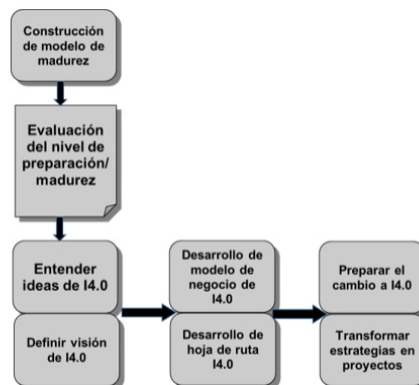 Construcción
de modelo de
madurez
Evaluación
del nivel de
preparación/
madurez
Entender
ideas de I4.0
Definir visión
de I4.0
Desarrollo de
modelo de
negocio de
I4.0
Desarrollo de
hoja de ruta
I4.0
Preparar el
cambio a I4.0
Transformar
estrategias en
proyectos